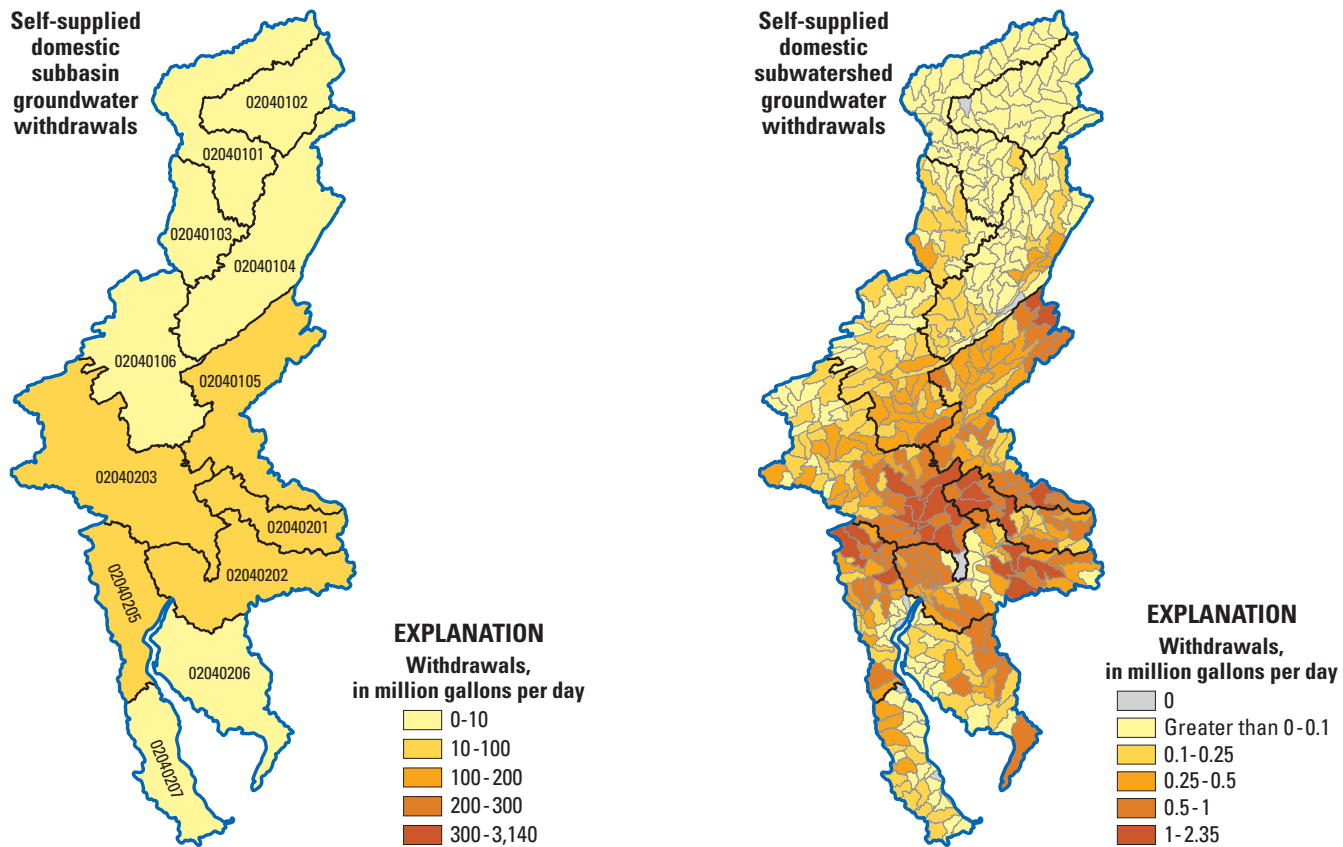 Self-supplied
domestic
subbasin
groundwater
withdrawals
02040102
02040101
02040103
02040104
02040106
02040105
02040203
02040201
02040202
02040205
02040206
02040207
EXPLANATION
Withdrawals,
in million gallons per day
0-10
10-100
100-200
200-300
300-3,140
Self-supplied
domestic
subwatershed
groundwater
withdrawals
EXPLANATION
Withdrawals,
in million gallons per day
0
Greater than 0-0.1
0.1-0.25
0.25-0.5
0.5-1
1-2.35